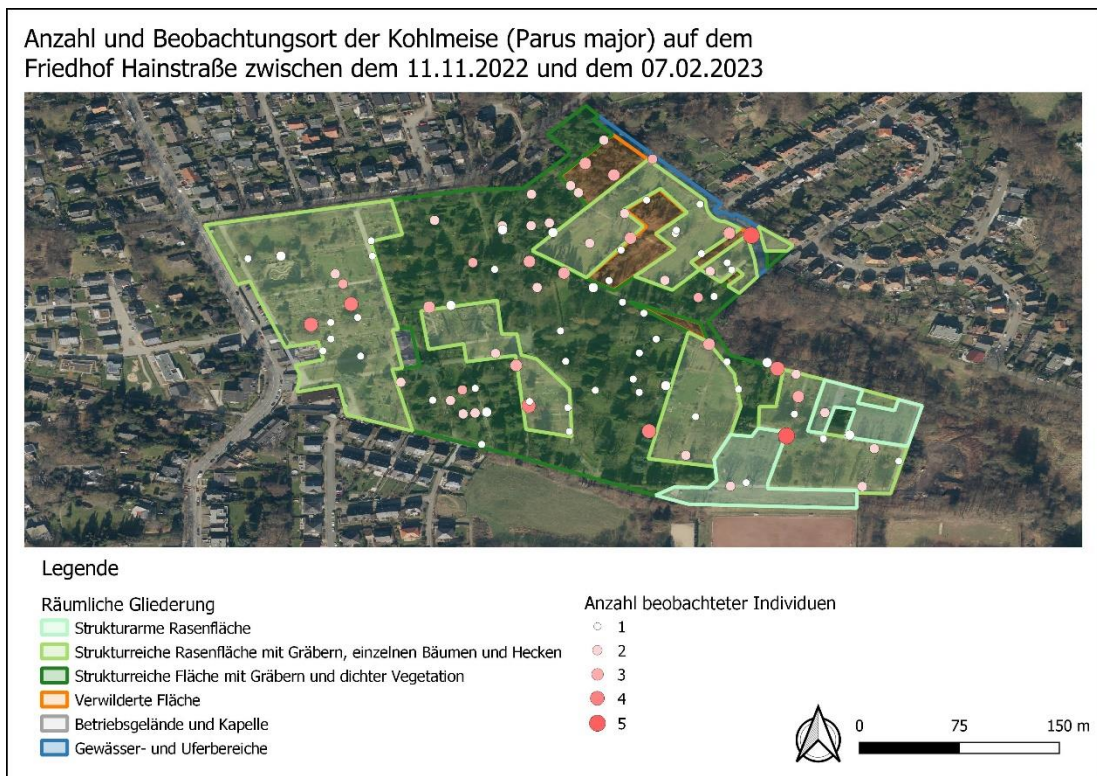 Anzahl und Beobachtungsort der Kohlmeise (Parus major) auf dem
Friedhof Hainstraße zwischen dem 11.11.2022 und dem 07.02.2023
Legende
Räumliche Gliederung
Strukturarme Rasenfläche
Strukturreiche Rasenfläche mit Gräbern, einzelnen Bäumen und Hecken
Strukturreiche Fläche mit Gräbern und dichter Vegetation
Verwilderte Fläche
Betriebsgelände und Kapelle
Gewässer- und Uferbereiche
Anzahl beobachteter Individuen
1
2
3
4
5
0 75 150 m